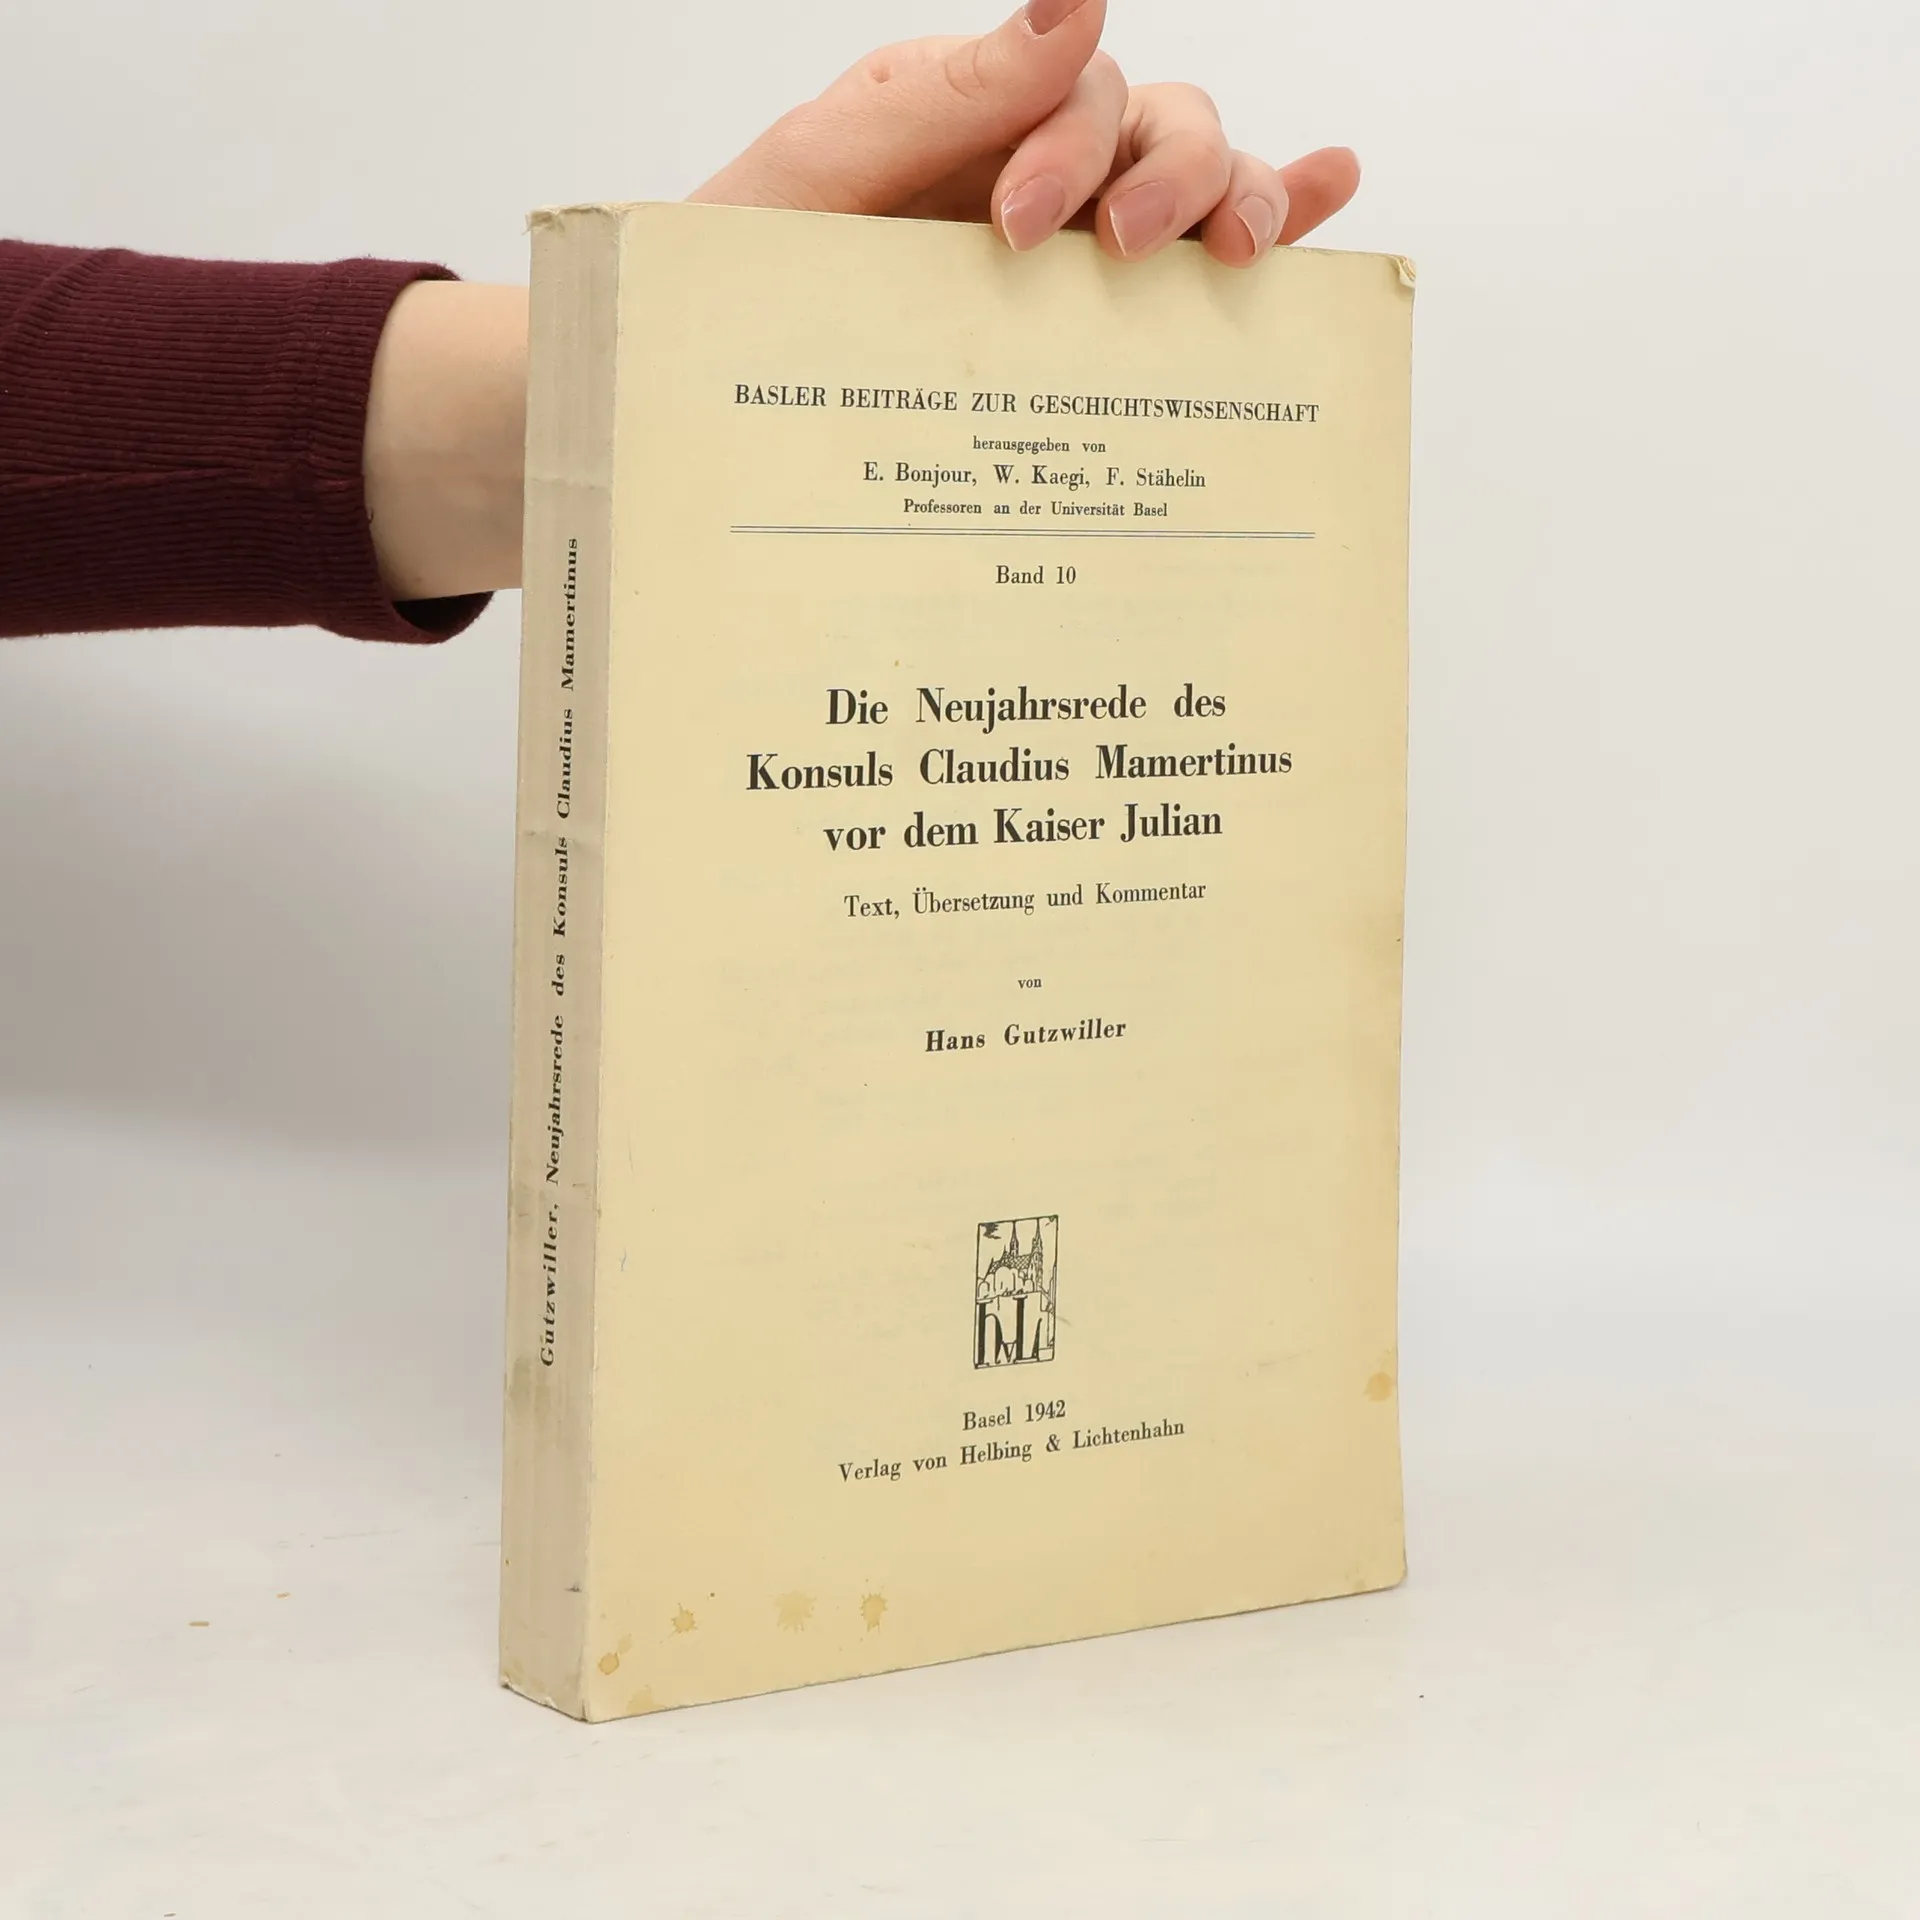 BASLER BEITRÄGE ZUR GESCHICHTSWISSENSCHAFT
herausgegeben von
E. Bonjour, W. Kaegi, F. Stähelin
Professoren an der Universität Basel
Band 10
Die Neujahrsrede des
Konsuls Claudius Mamertinus
vor dem Kaiser Julian
Text, Übersetzung und Kommentar
von
Hans Gutzwiller
Basel 1942
Verlag von Helbing & Lichtenhahn
Gutzwiller, Neujahrsrede des Konsuls Claudius Mamertinus